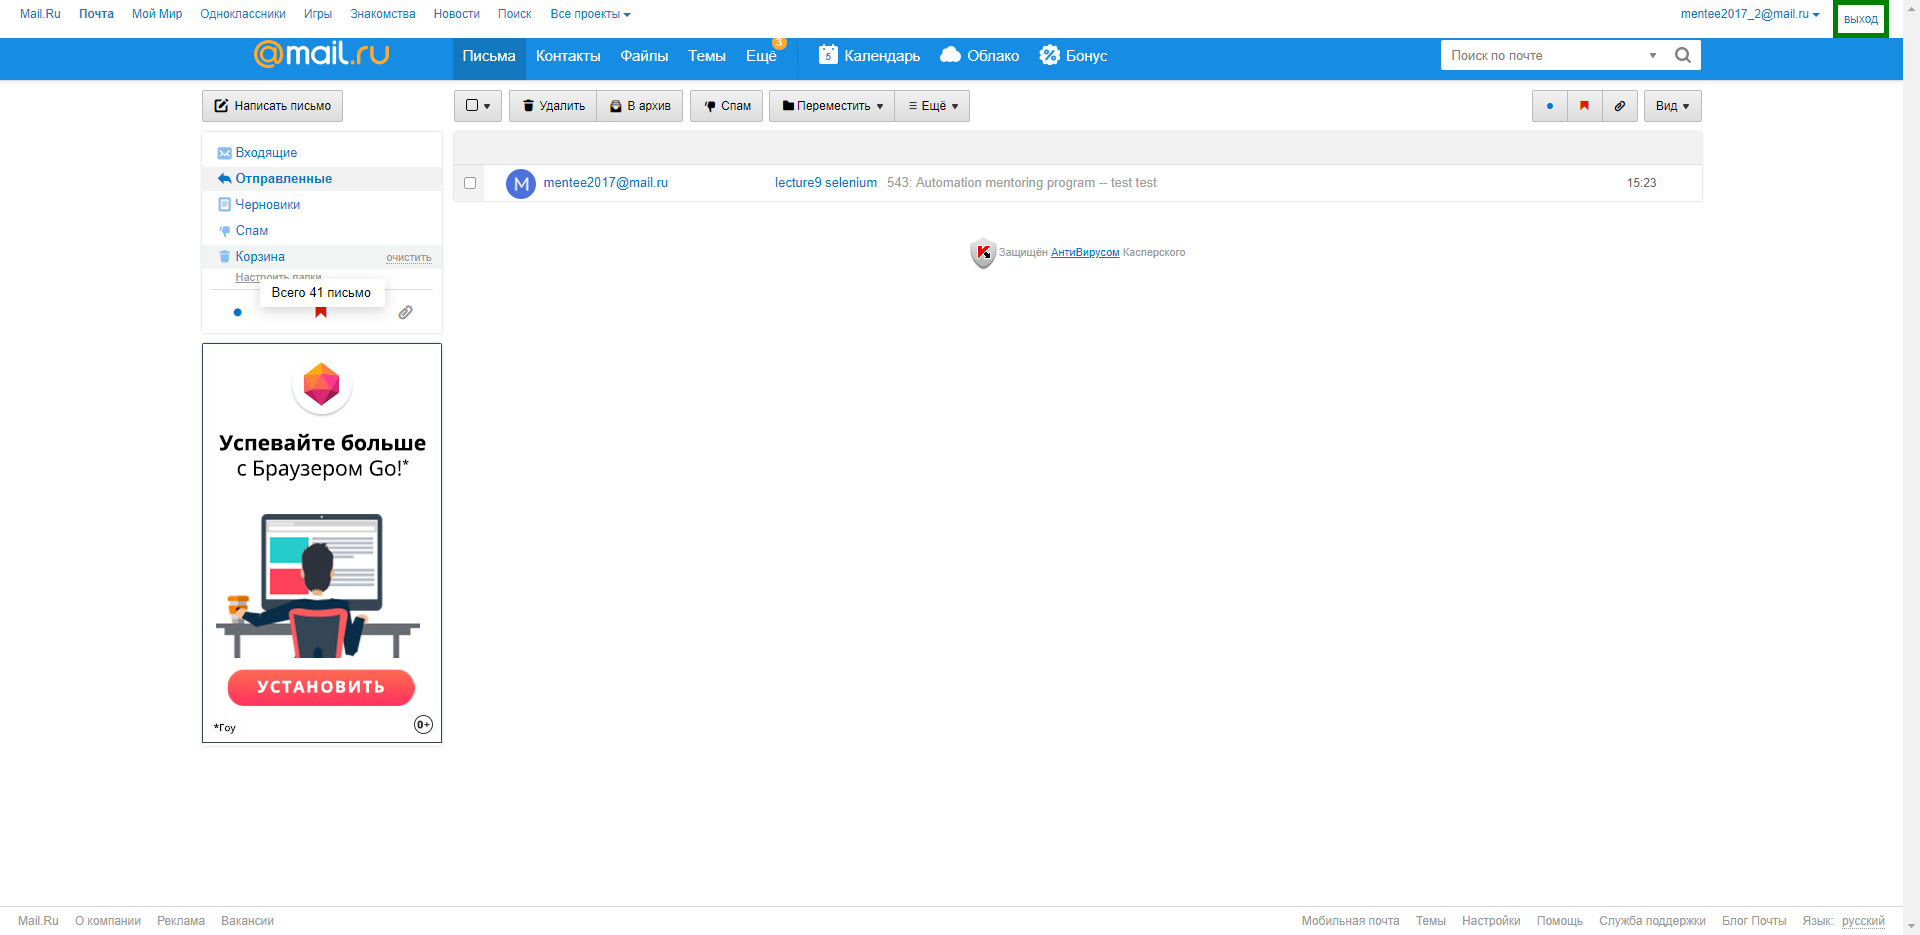 Mail.Ru Почта Мой Мир Одноклассники Игры Знакомства Новости Поиск Все проекты mentee2017_2@mail.ru выход
@mail.ru Письма Контакты Файлы Темы Ещё 3 5 Календарь Облако % Бонус Поиск по почте
Написать письмо Удалить В архив Спам Переместить Ещё Вид
Входящие
Отправленные
M mentee2017@mail.ru lecture9 selenium 543: Automation mentoring program -- test test 15:23
Черновики
Спам
Корзина очистить
Настроить папки
Всего 41 письмо
Защищён АнтиВирусом Касперского
Успевайте больше
с Браузером Go!*
УСТАНОВИТЬ
*Гоу 0+
Mail.Ru О компании Реклама Вакансии Мобильная почта Темы Настройки Помощь Служба поддержки Блог Почты Язык: русский